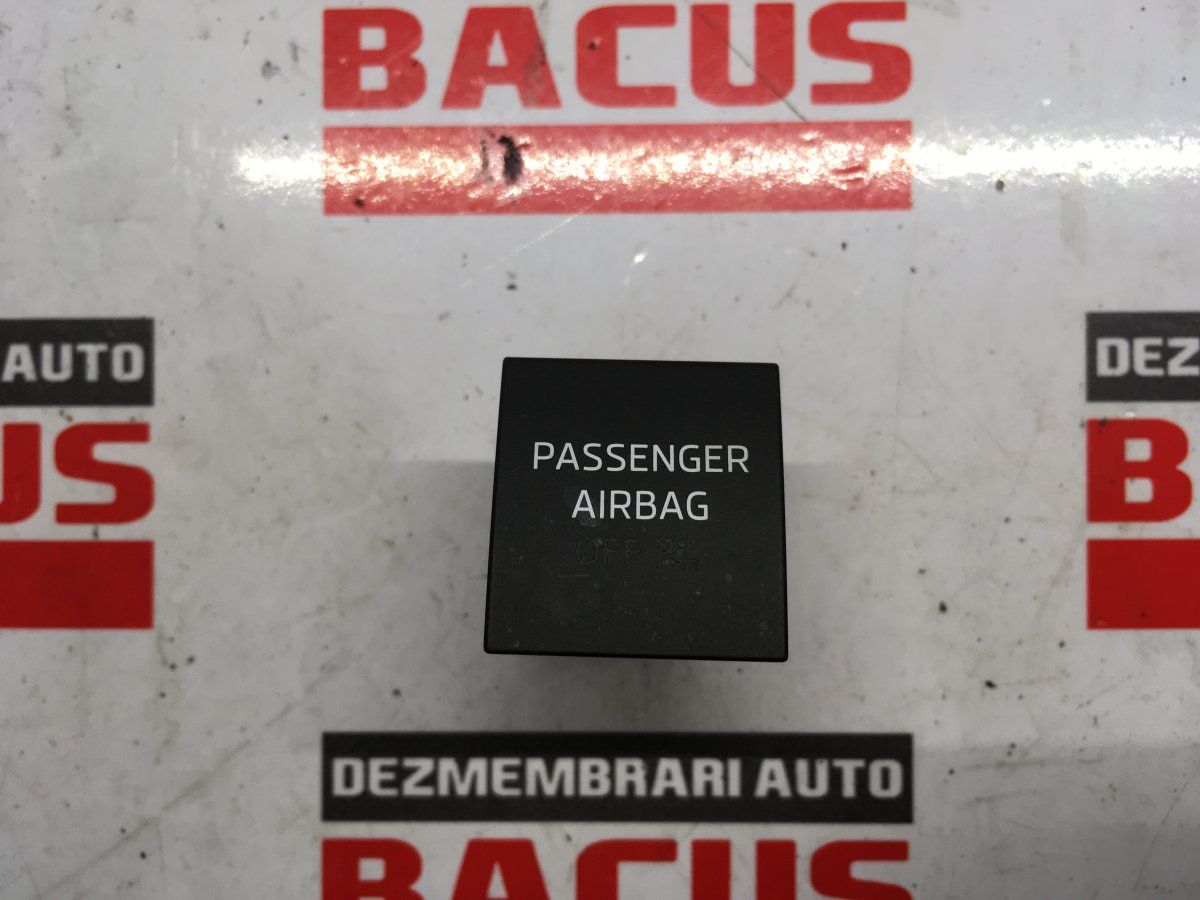 BACUS
AUTO
DEZ
US
B
PASSENGER
AIRBAG
OFF
DEZMEMBRARI AUTO
BACUS